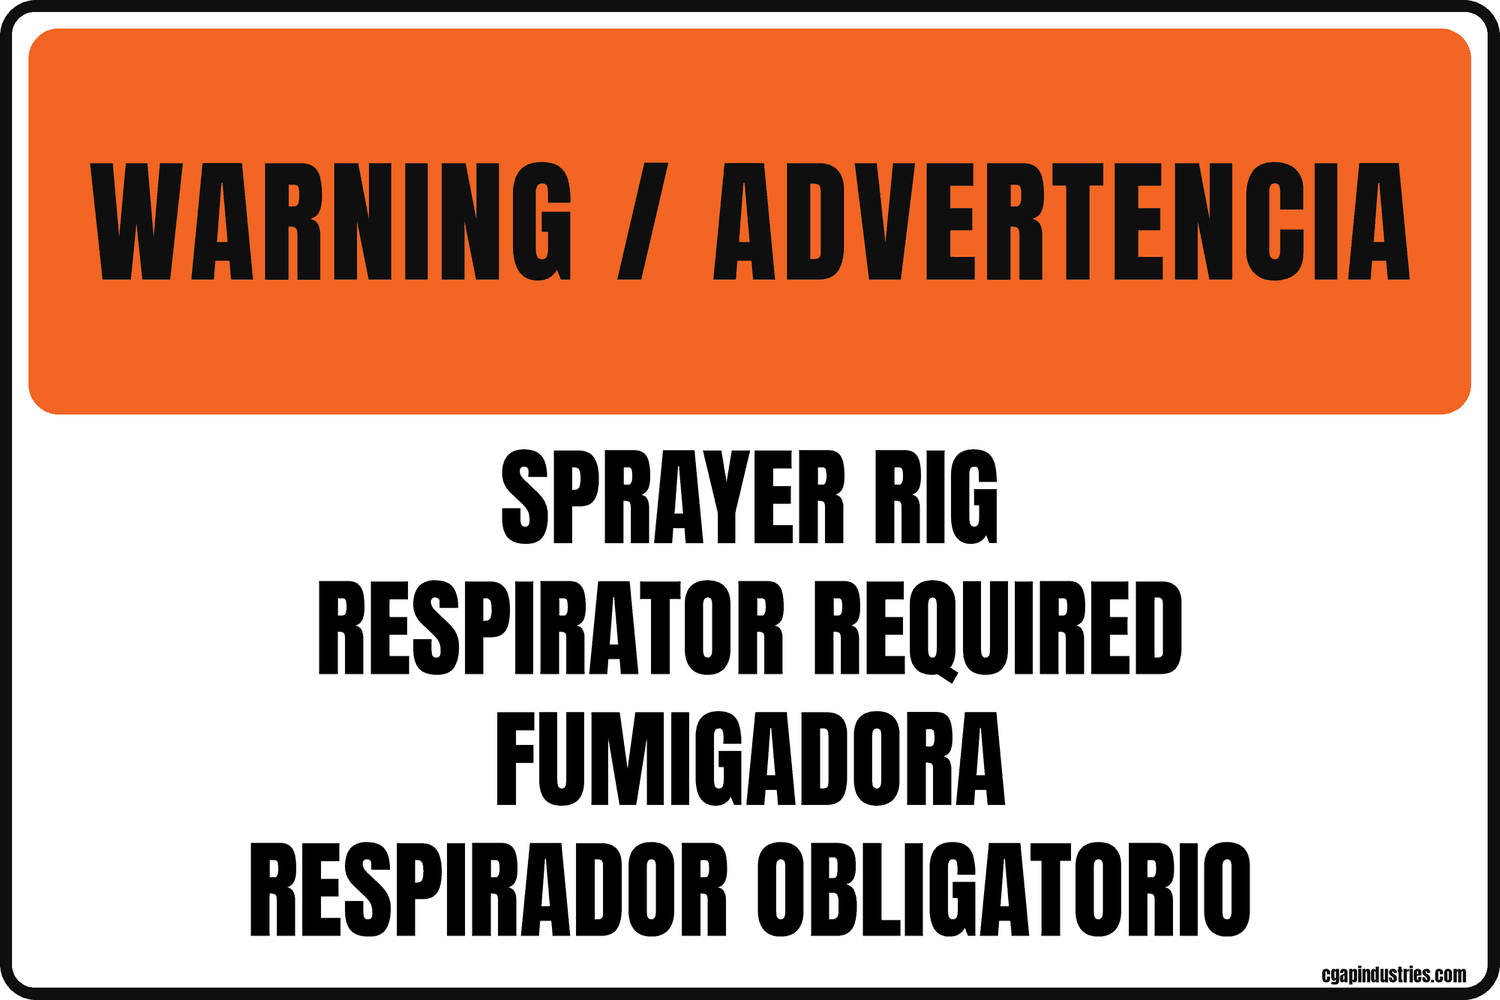 WARNING / ADVERTENCIA
SPRAYER RIG
RESPIRATOR REQUIRED
FUMIGADORA
RESPIRADOR OBLIGATORIO
cgapindustries.com